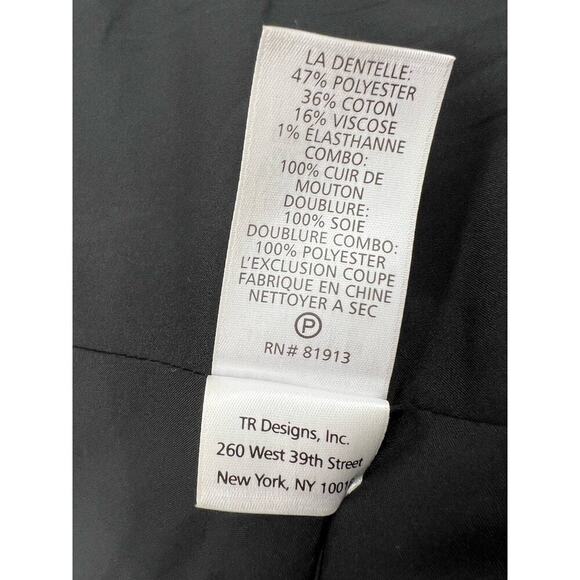 LA DENTELLE:
47% POLYESTER
36% COTON
16% VISCOSE
1% ÉLASTHANNE
COMBO:
100% CUIR DE
MOUTON
DOUBLURE:
100% SOIE
DOUBLURE COMBO:
100% POLYESTER
L'EXCLUSION COUPE
FABRIQUE EN CHINE
NETTOYER A SEC
P
RN# 81913
TR Designs, Inc.
260 West 39th Street
New York, NY